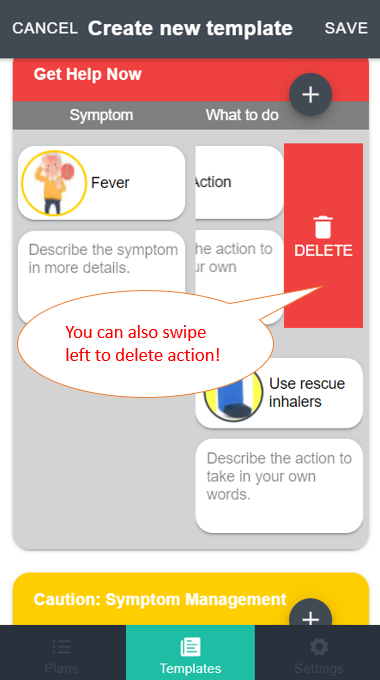 CANCEL Create new template SAVE
Get Help Now
Symptom What to do
Fever
Action
DELETE
Describe the symptom
in more details.
he action to
ur own
You can also swipe
left to delete action!
Use rescue
inhalers
Describe the action to
take in your own
words.
Caution: Symptom Management
Plans Templates Settings